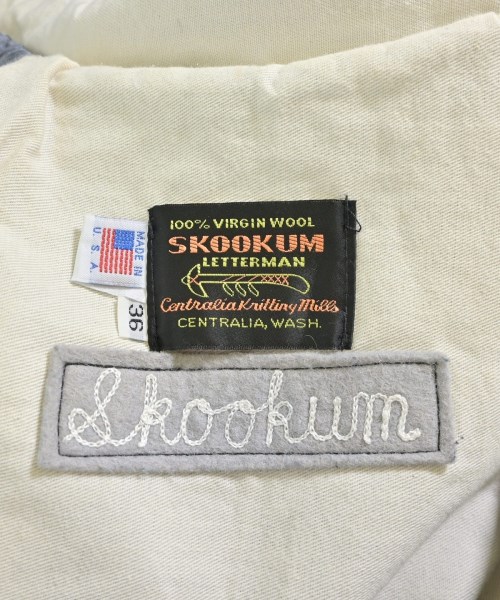 100% VIRGIN WOOL
SKOOKUM
LETTERMAN
Centralia Knitting Mills
CENTRALIA, WASH.
MADE IN
U.S.A.
36
Skookum